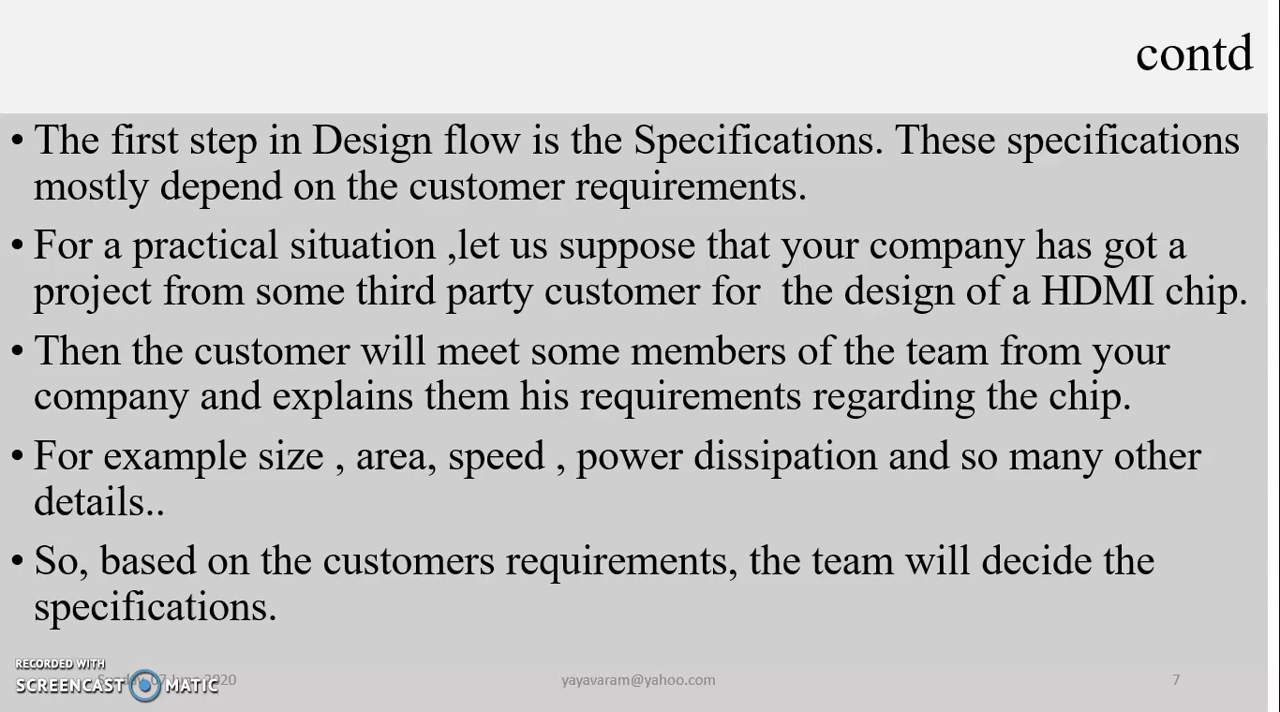 contd
• The first step in Design flow is the Specifications. These specifications
mostly depend on the customer requirements.
• For a practical situation ,let us suppose that your company has got a
project from some third party customer for  the design of a HDMI chip.
• Then the customer will meet some members of the team from your
company and explains them his requirements regarding the chip.
• For example size , area, speed , power dissipation and so many other
details..
• So, based on the customers requirements, the team will decide the
specifications.
RECORDED WITH
SCREENCAST MATIC
2020
yayavaram@yahoo.com
7